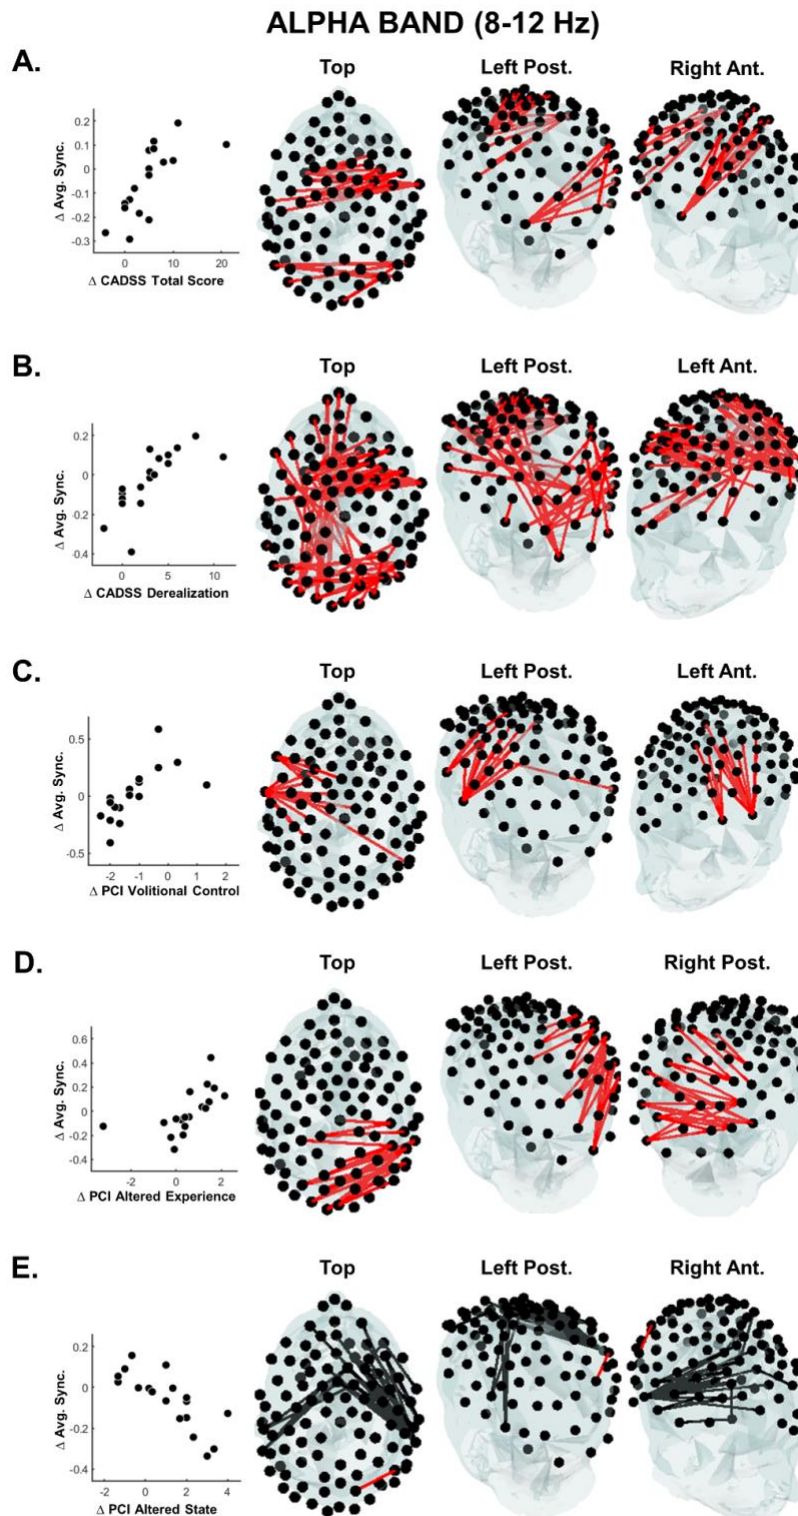 ALPHA BAND (8-12 Hz)
A.
Top
Left Post.
Right Ant.
Δ Avg. Sync.
0.2
0.1
0
-0.1
-0.2
-0.3
0
10
20
Δ CADSS Total Score
B.
Top
Left Post.
Left Ant.
Δ Avg. Sync.
0.2
0
-0.2
-0.4
0
5
10
Δ CADSS Derealization
C.
Top
Left Post.
Left Ant.
Δ Avg. Sync.
0.5
0
-0.5
-2
-1
0
1
2
Δ PCI Volitional Control
D.
Top
Left Post.
Right Post.
Δ Avg. Sync.
0.6
0.4
0.2
0
-0.2
-0.4
-2
0
2
Δ PCI Altered Experience
E.
Top
Left Post.
Right Ant.
Δ Avg. Sync.
0.2
0
-0.2
-0.4
-2
0
2
4
Δ PCI Altered State